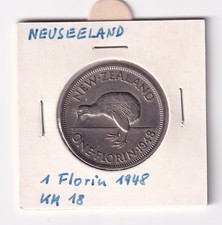 NEUSEELAND
NEW·ZEALAND
ONE·FLORIN·1948
1 Florin 1948
KM 18